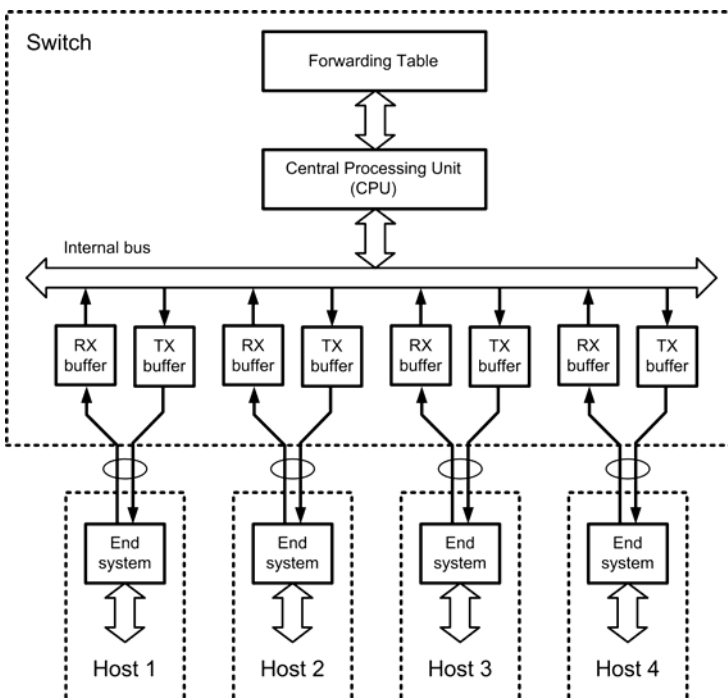 Switch
Forwarding Table
Central Processing Unit
(CPU)
Internal bus
RX
buffer
TX
buffer
RX
buffer
TX
buffer
RX
buffer
TX
buffer
RX
buffer
TX
buffer
End
system
End
system
End
system
End
system
Host 1
Host 2
Host 3
Host 4